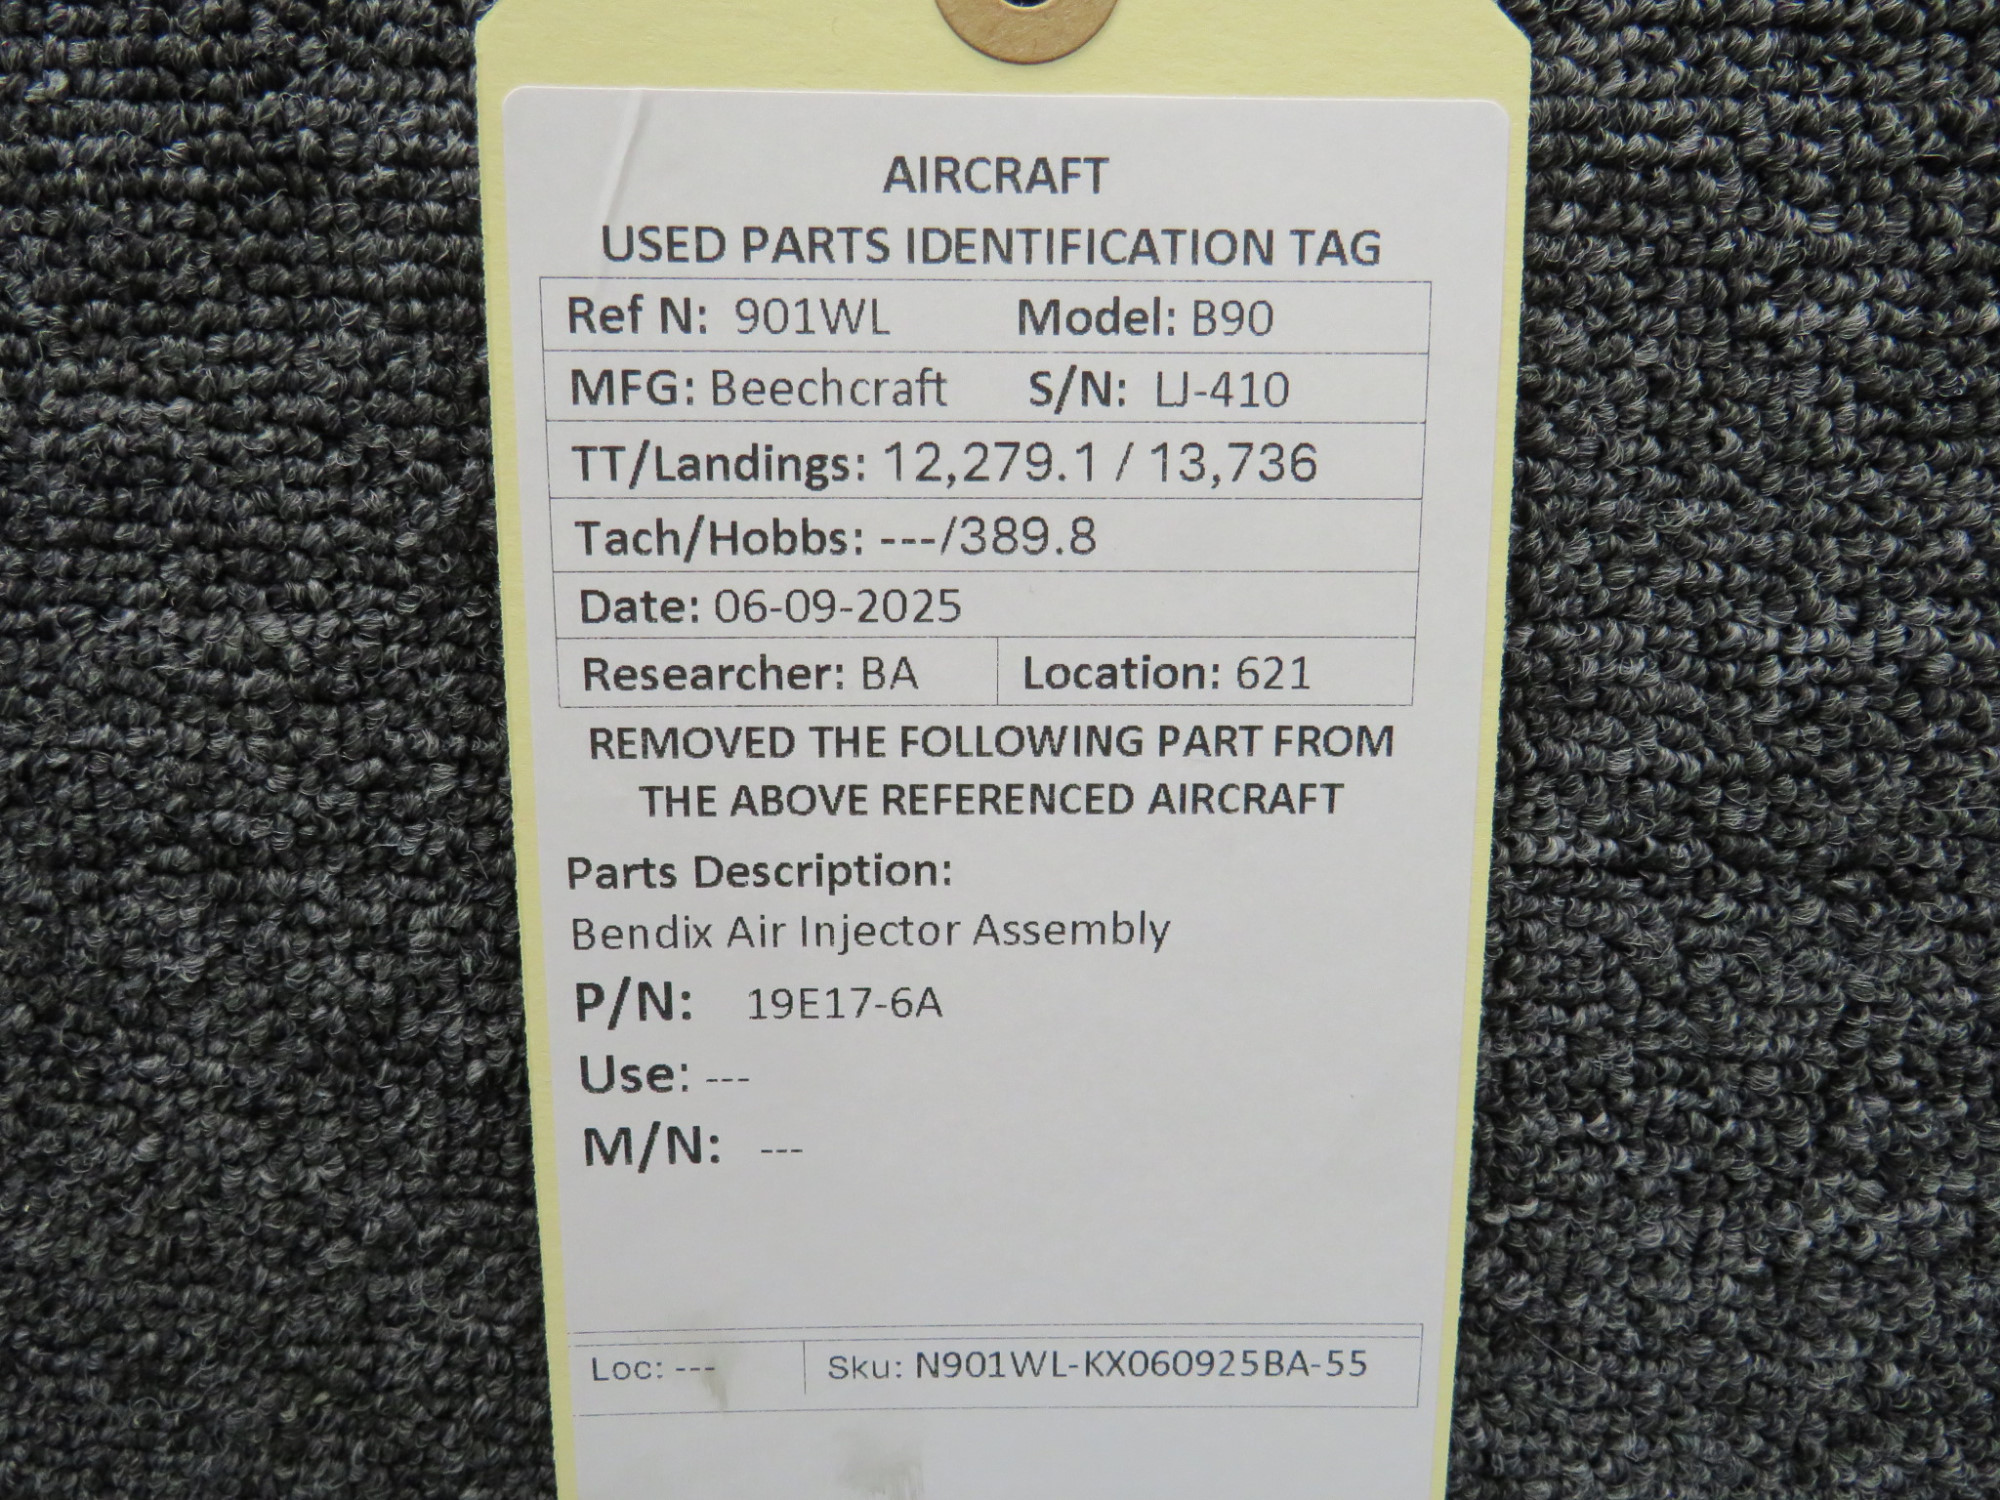 AIRCRAFT
USED PARTS IDENTIFICATION TAG
Ref N: 901WL Model: B90
MFG: Beechcraft S/N: LJ-410
TT/Landings: 12,279.1 / 13,736
Tach/Hobbs: ---/389.8
Date: 06-09-2025
Researcher: BA Location: 621
REMOVED THE FOLLOWING PART FROM
THE ABOVE REFERENCED AIRCRAFT
Parts Description:
Bendix Air Injector Assembly
P/N: 19E17-6A
Use: ---
M/N: ---
Loc: --- Sku: N901WL-KX060925BA-55